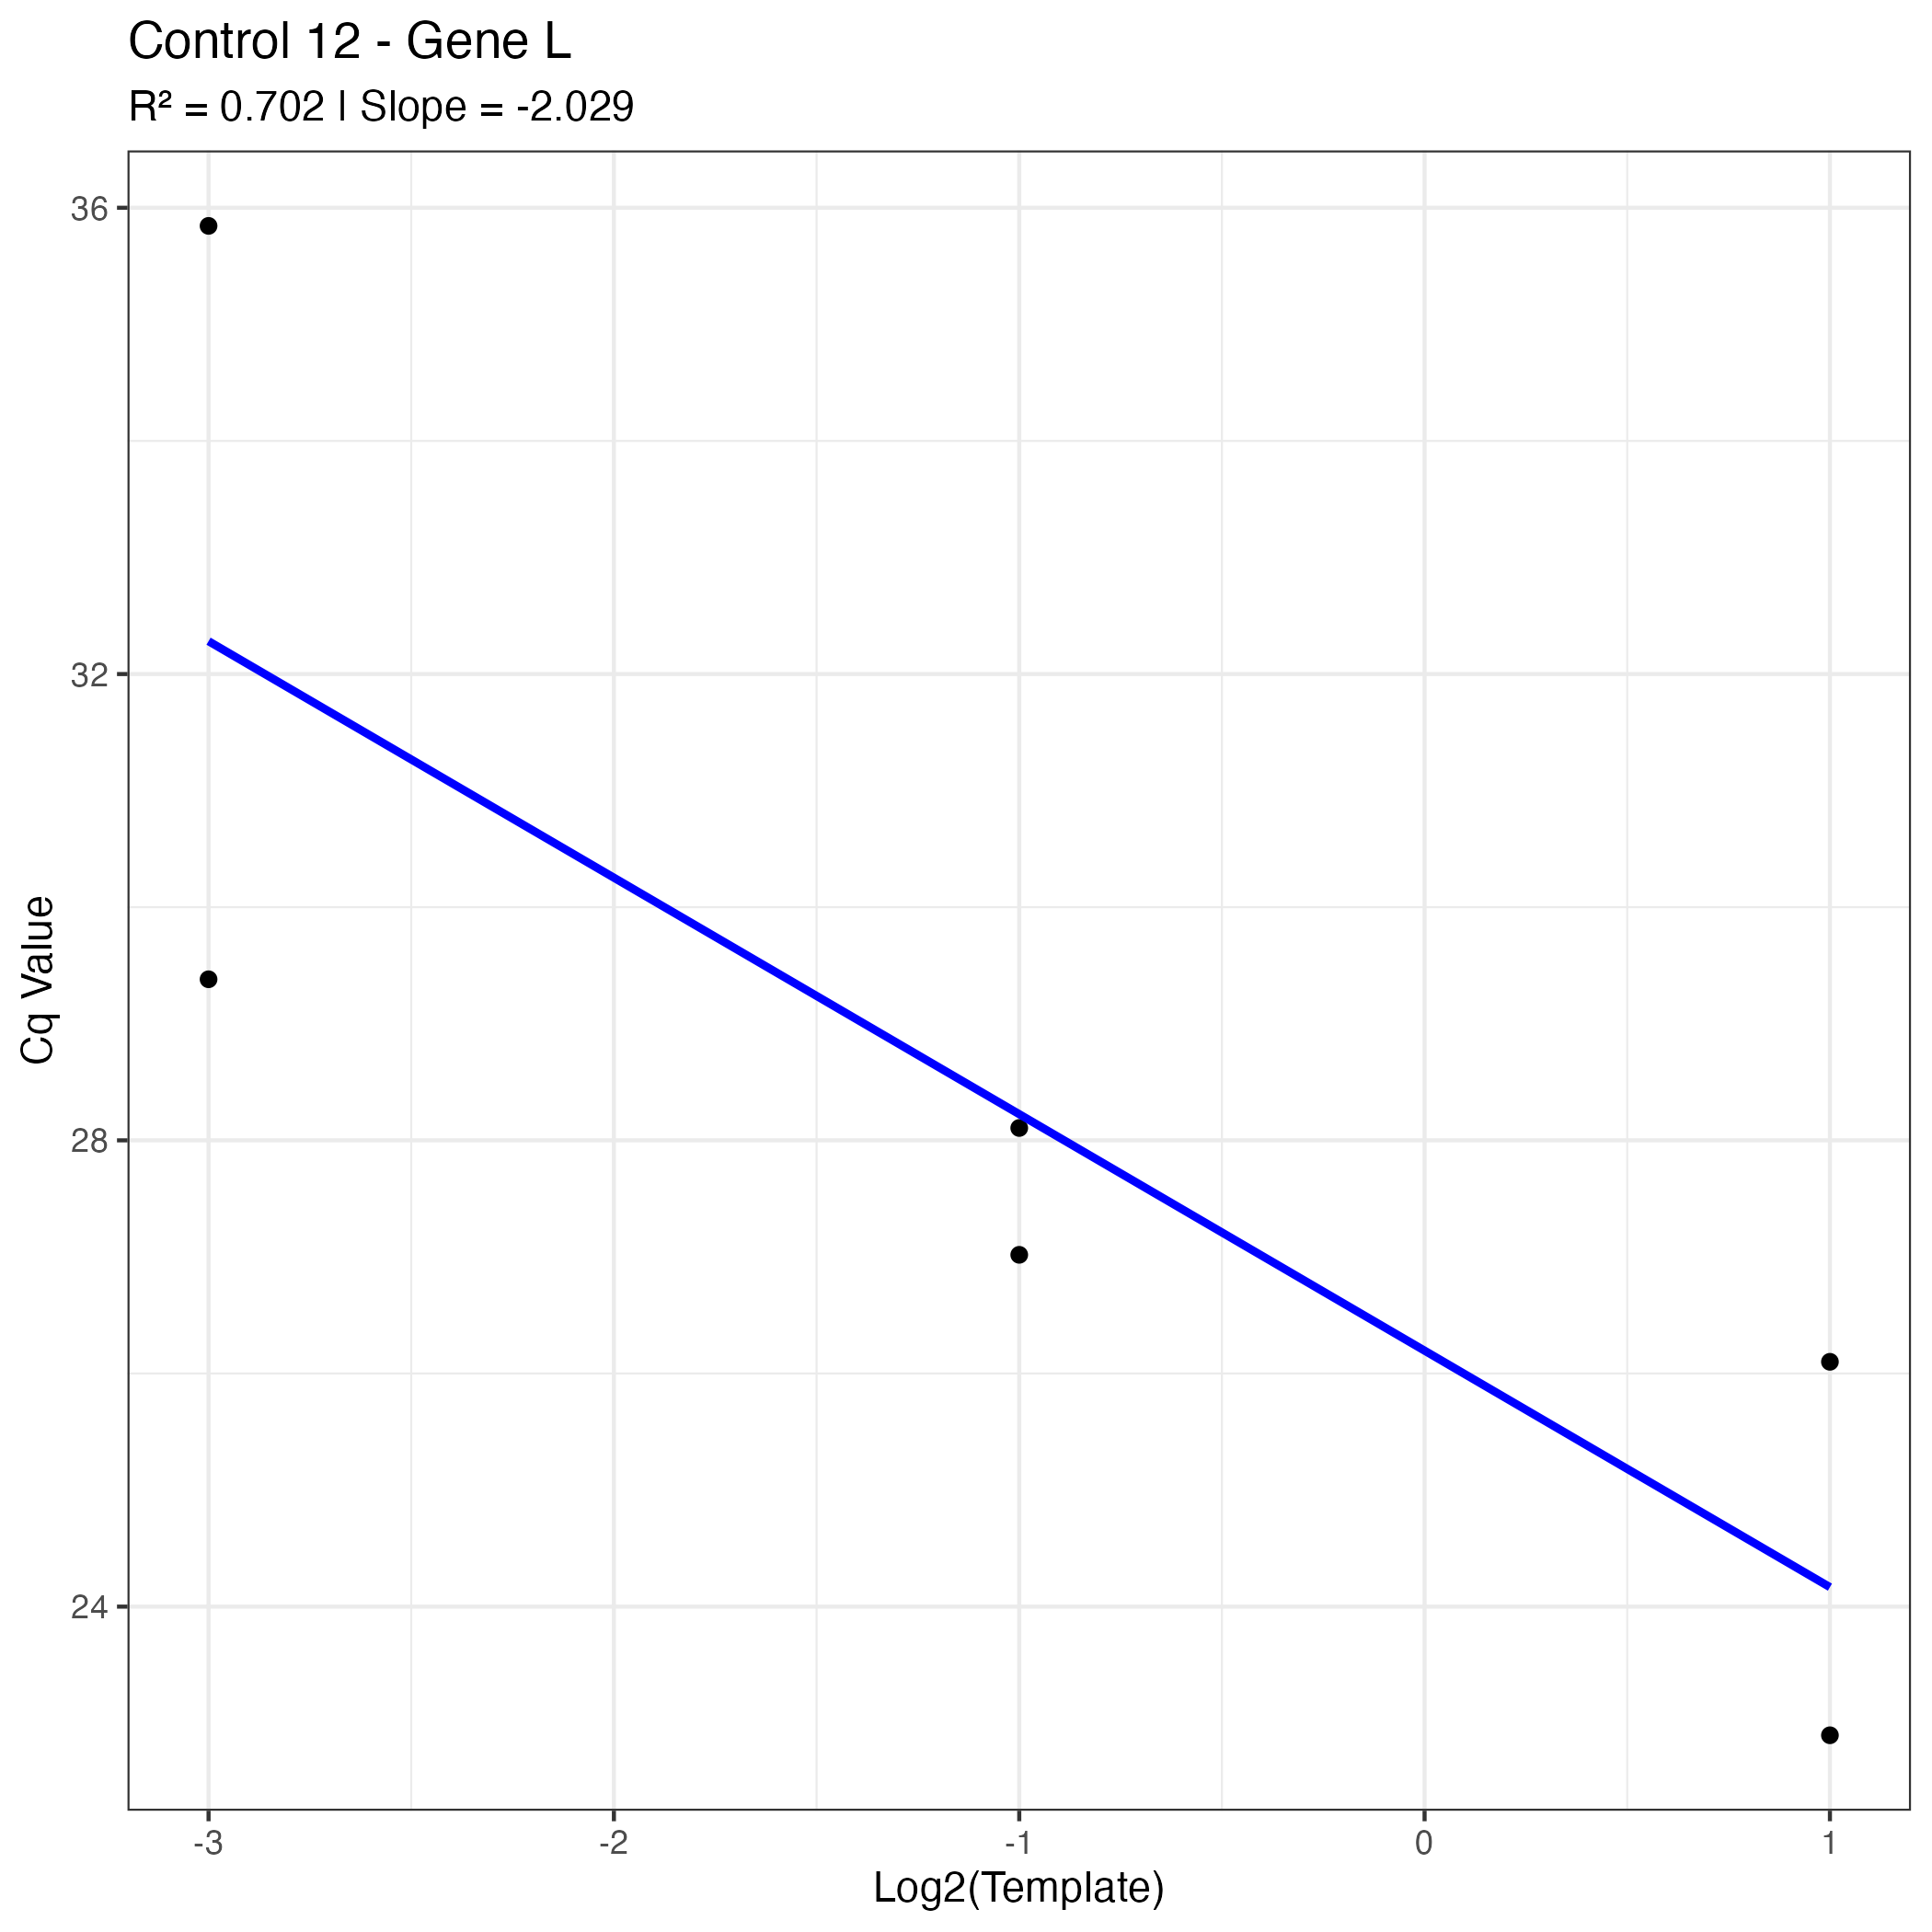 Control 12 - Gene L
R² = 0.702 | Slope = -2.029
36
32
28
24
Cq Value
-3 -2 -1 0 1
Log2(Template)